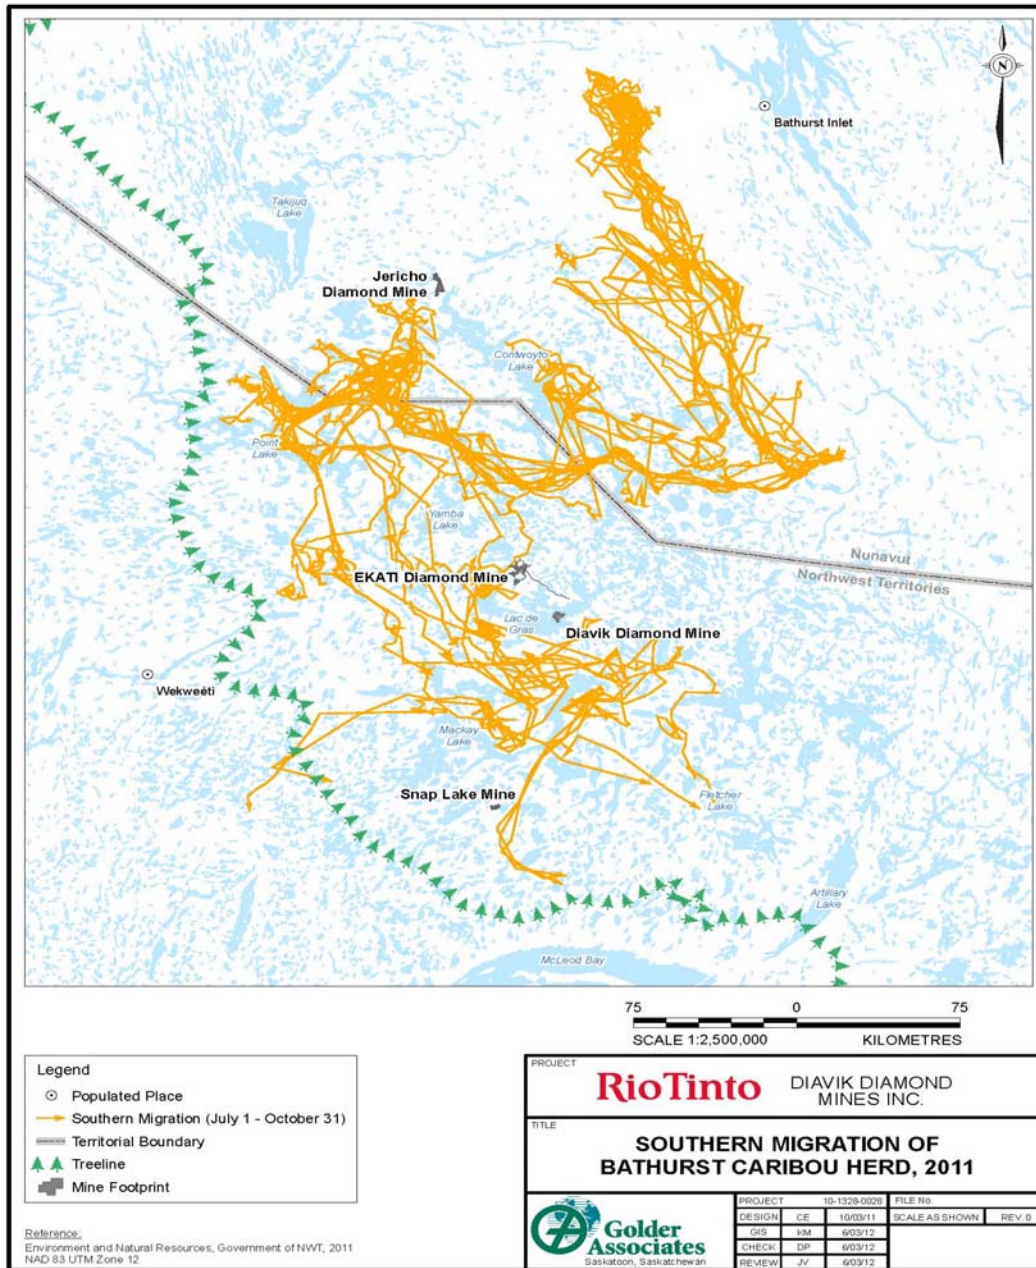 N
Bathurst Inlet
Takijuq
Lake
Jericho
Diamond Mine
Contwoyto
Lake
Point
Lake
Yamba
Lake
Nunavut
Northwest Territories
EKATI Diamond Mine
Lac de
Gras
Diavik Diamond Mine
Wekweèti
Mackay
Lake
Snap Lake Mine
Fletcher
Lake
Artillary
Lake
McLeod Bay
75 0 75
SCALE 1:2,500,000 KILOMETRES
Legend
Populated Place
Southern Migration (July 1 - October 31)
Territorial Boundary
Treeline
Mine Footprint
Reference:
Environment and Natural Resources, Government of NWT, 2011
NAD 83 UTM Zone 12
PROJECT
RioTinto
DIAVIK DIAMOND
MINES INC.
TITLE
SOUTHERN MIGRATION OF
BATHURST CARIBOU HERD, 2011
Golder
Associates
Saskatoon, Saskatchewan
PROJECT 10-1328-0028 FILE No.
DESIGN CE 10/03/11 SCALE AS SHOWN REV. 0
GIS 6/03/12
CHECK DP 6/03/12
REVIEW JV 6/03/12